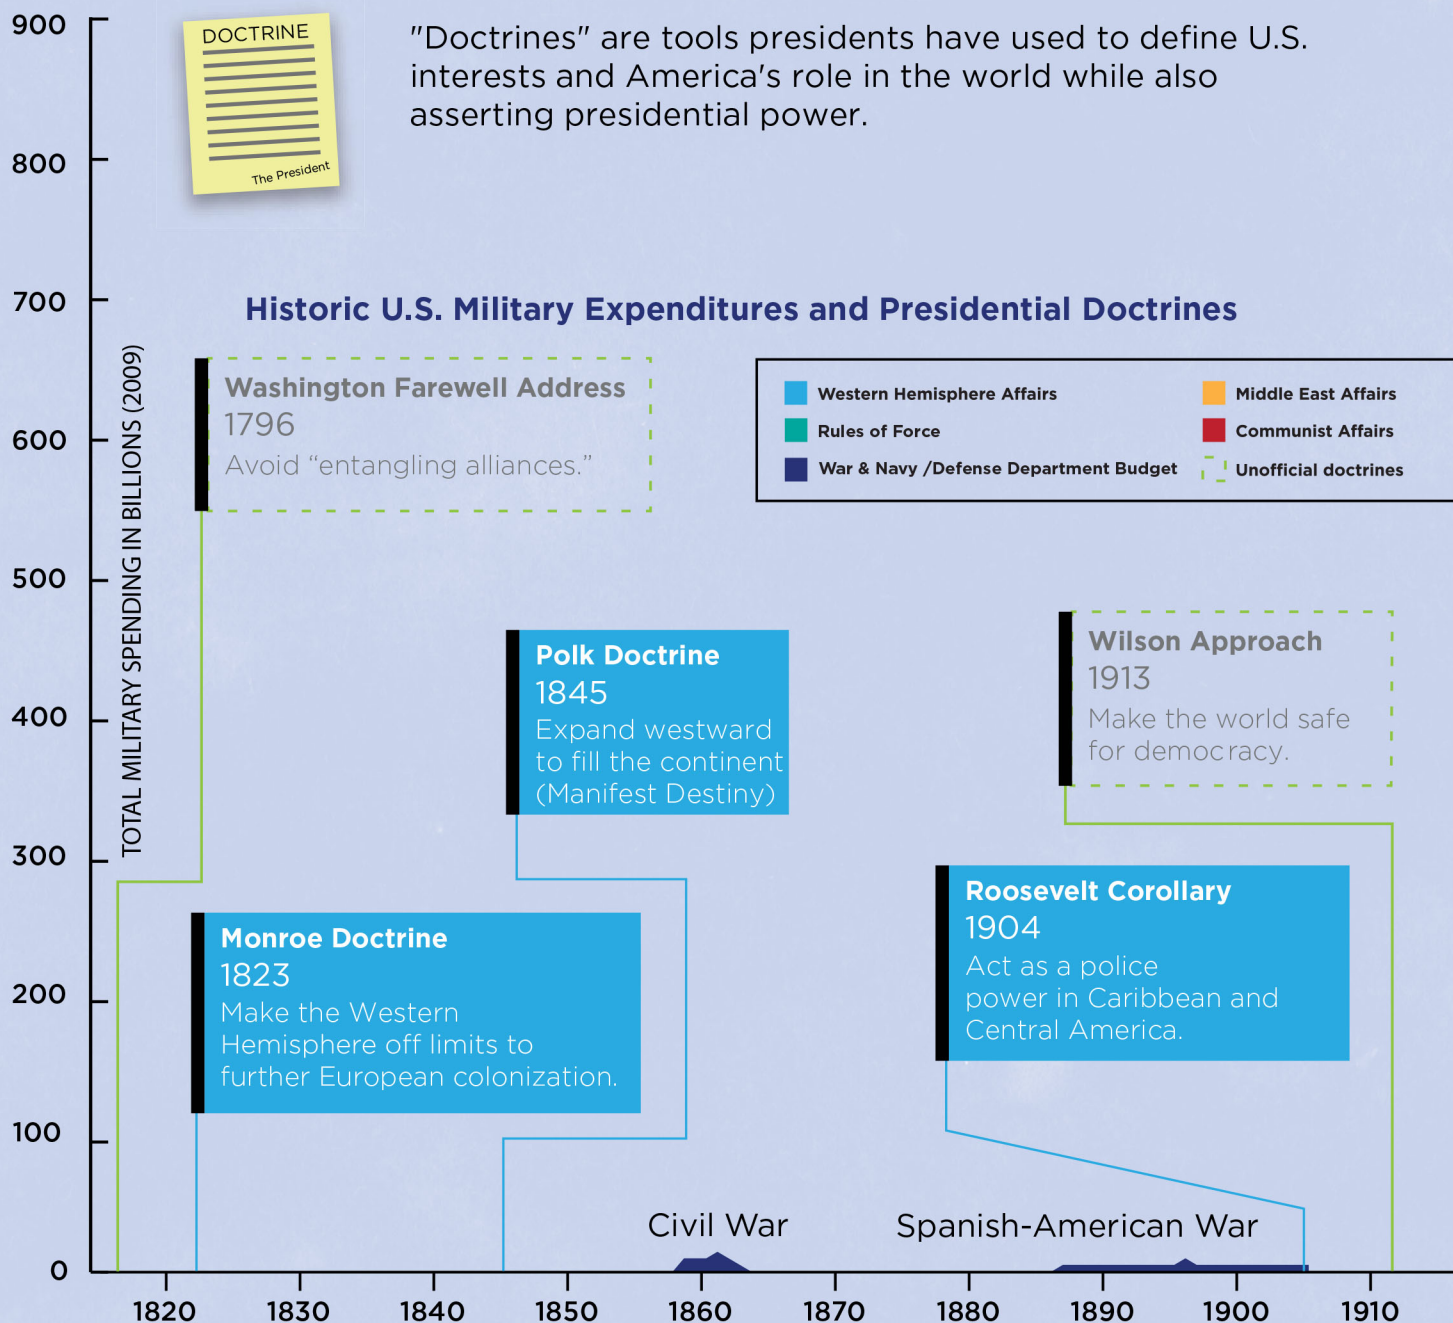 DOCTRINE
The President
"Doctrines" are tools presidents have used to define U.S.
interests and America's role in the world while also
asserting presidential power.
Historic U.S. Military Expenditures and Presidential Doctrines
Western Hemisphere Affairs
Rules of Force
War & Navy /Defense Department Budget
Middle East Affairs
Communist Affairs
Unofficial doctrines
900
800
700
600
500
400
300
200
100
0
TOTAL MILITARY SPENDING IN BILLIONS (2009)
Washington Farewell Address
1796
Avoid “entangling alliances.”
Polk Doctrine
1845
Expand westward
to fill the continent
(Manifest Destiny)
Wilson Approach
1913
Make the world safe
for democracy.
Monroe Doctrine
1823
Make the Western
Hemisphere off limits to
further European colonization.
Roosevelt Corollary
1904
Act as a police
power in Caribbean and
Central America.
Civil War
Spanish-American War
1820 1830 1840 1850 1860 1870 1880 1890 1900 1910